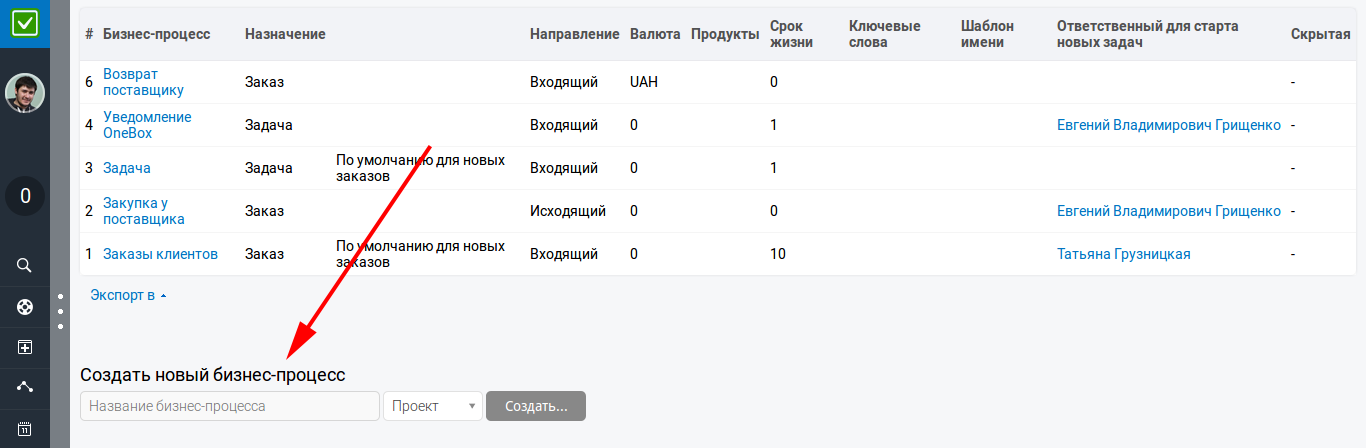 # Бизнес-процесс Назначение Направление Валюта Продукты Срок жизни Ключевые слова Шаблон имени Ответственный для старта новых задач Скрытая
6 Возврат поставщику Заказ Входящий UAH 0
4 Уведомление OneBox Задача Входящий 0 1 Евгений Владимирович Грищенко -
3 Задача Задача По умолчанию для новых заказов Входящий 0 1 -
2 Закупка у поставщика Заказ Исходящий 0 0 Евгений Владимирович Грищенко -
1 Заказы клиентов Заказ По умолчанию для новых заказов Входящий 0 10 Татьяна Грузницкая -
0
Экспорт в
Создать новый бизнес-процесс
Название бизнес-процесса Проект Создать...
11